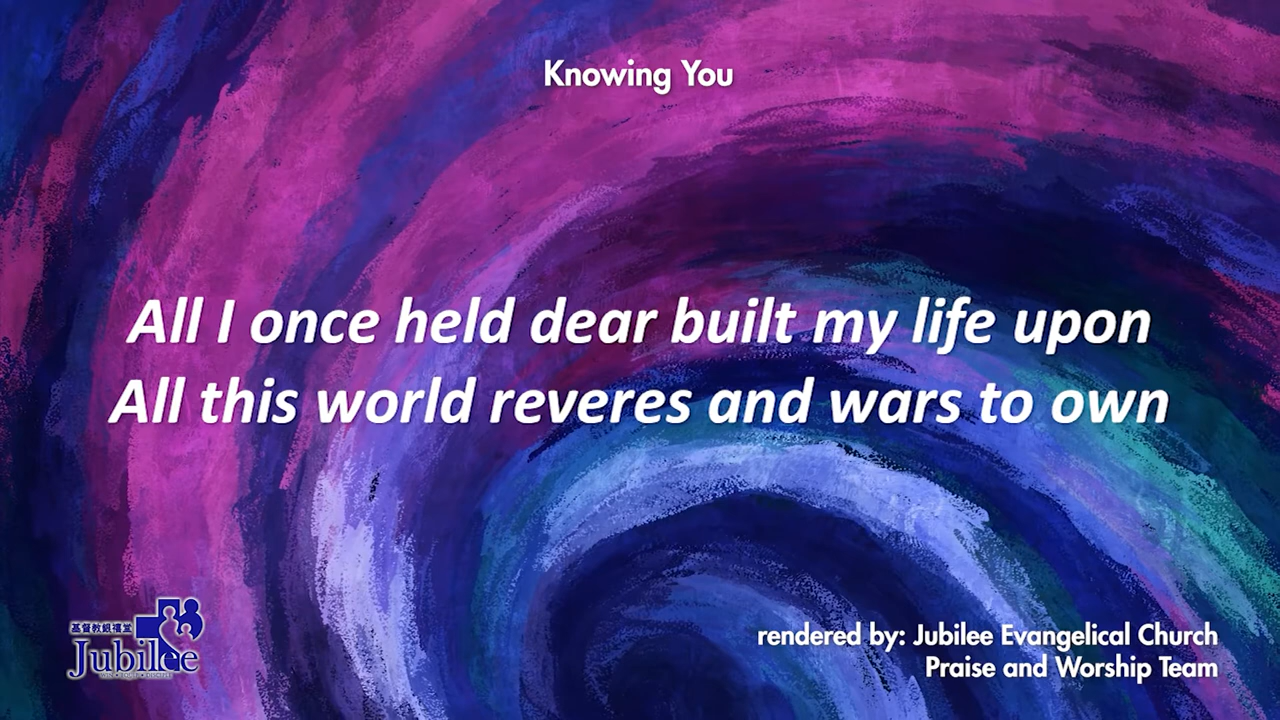 Knowing You
All I once held dear built my life upon
All this world reveres and wars to own
基督教銀禧堂
Jubilee
rendered by: Jubilee Evangelical Church
Praise and Worship Team